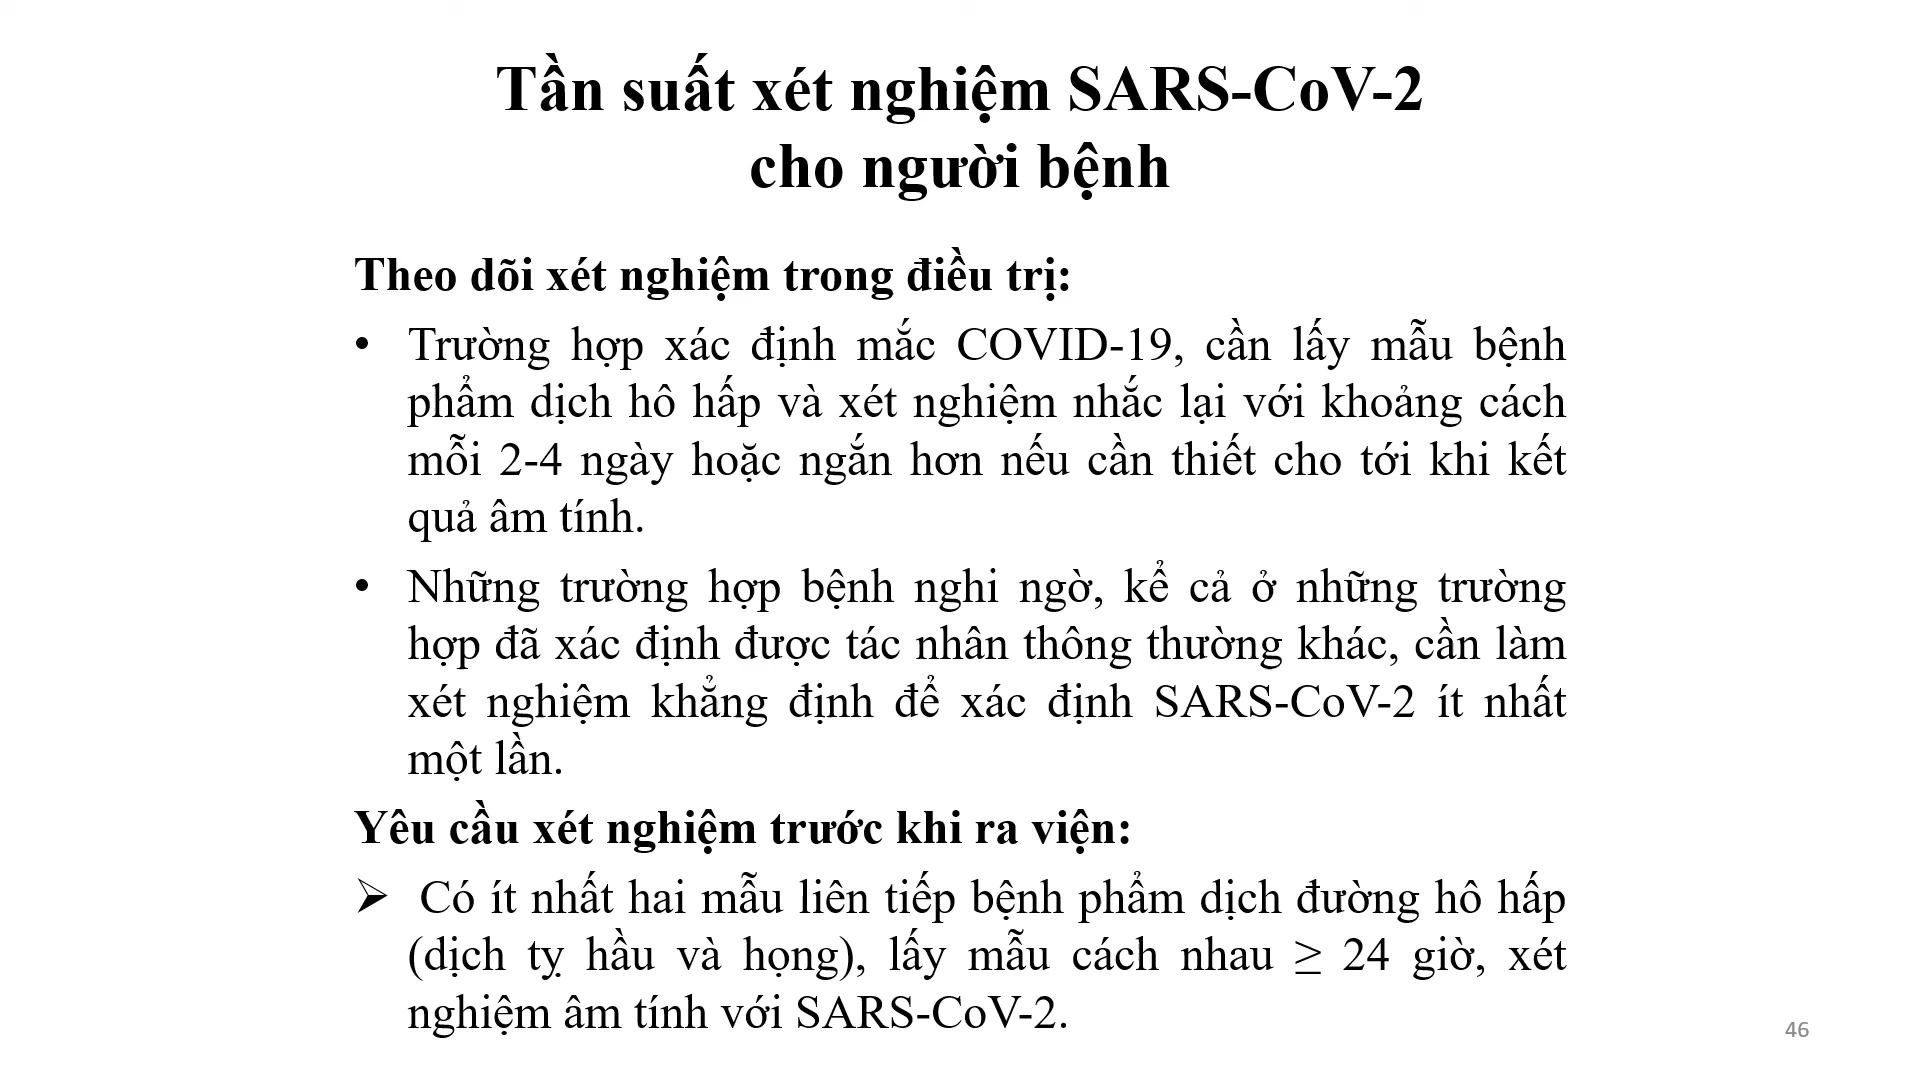 Tần suất xét nghiệm SARS-CoV-2
cho người bệnh
Theo dõi xét nghiệm trong điều trị:
• Trường hợp xác định mắc COVID-19, cần lấy mẫu bệnh
phẩm dịch hô hấp và xét nghiệm nhắc lại với khoảng cách
mỗi 2-4 ngày hoặc ngắn hơn nếu cần thiết cho tới khi kết
quả âm tính.
• Những trường hợp bệnh nghi ngờ, kể cả ở những trường
hợp đã xác định được tác nhân thông thường khác, cần làm
xét nghiệm khẳng định để xác định SARS-CoV-2 ít nhất
một lần.
Yêu cầu xét nghiệm trước khi ra viện:
➢ Có ít nhất hai mẫu liên tiếp bệnh phẩm dịch đường hô hấp
(dịch tỵ hầu và họng), lấy mẫu cách nhau ≥ 24 giờ, xét
nghiệm âm tính với SARS-CoV-2.
46